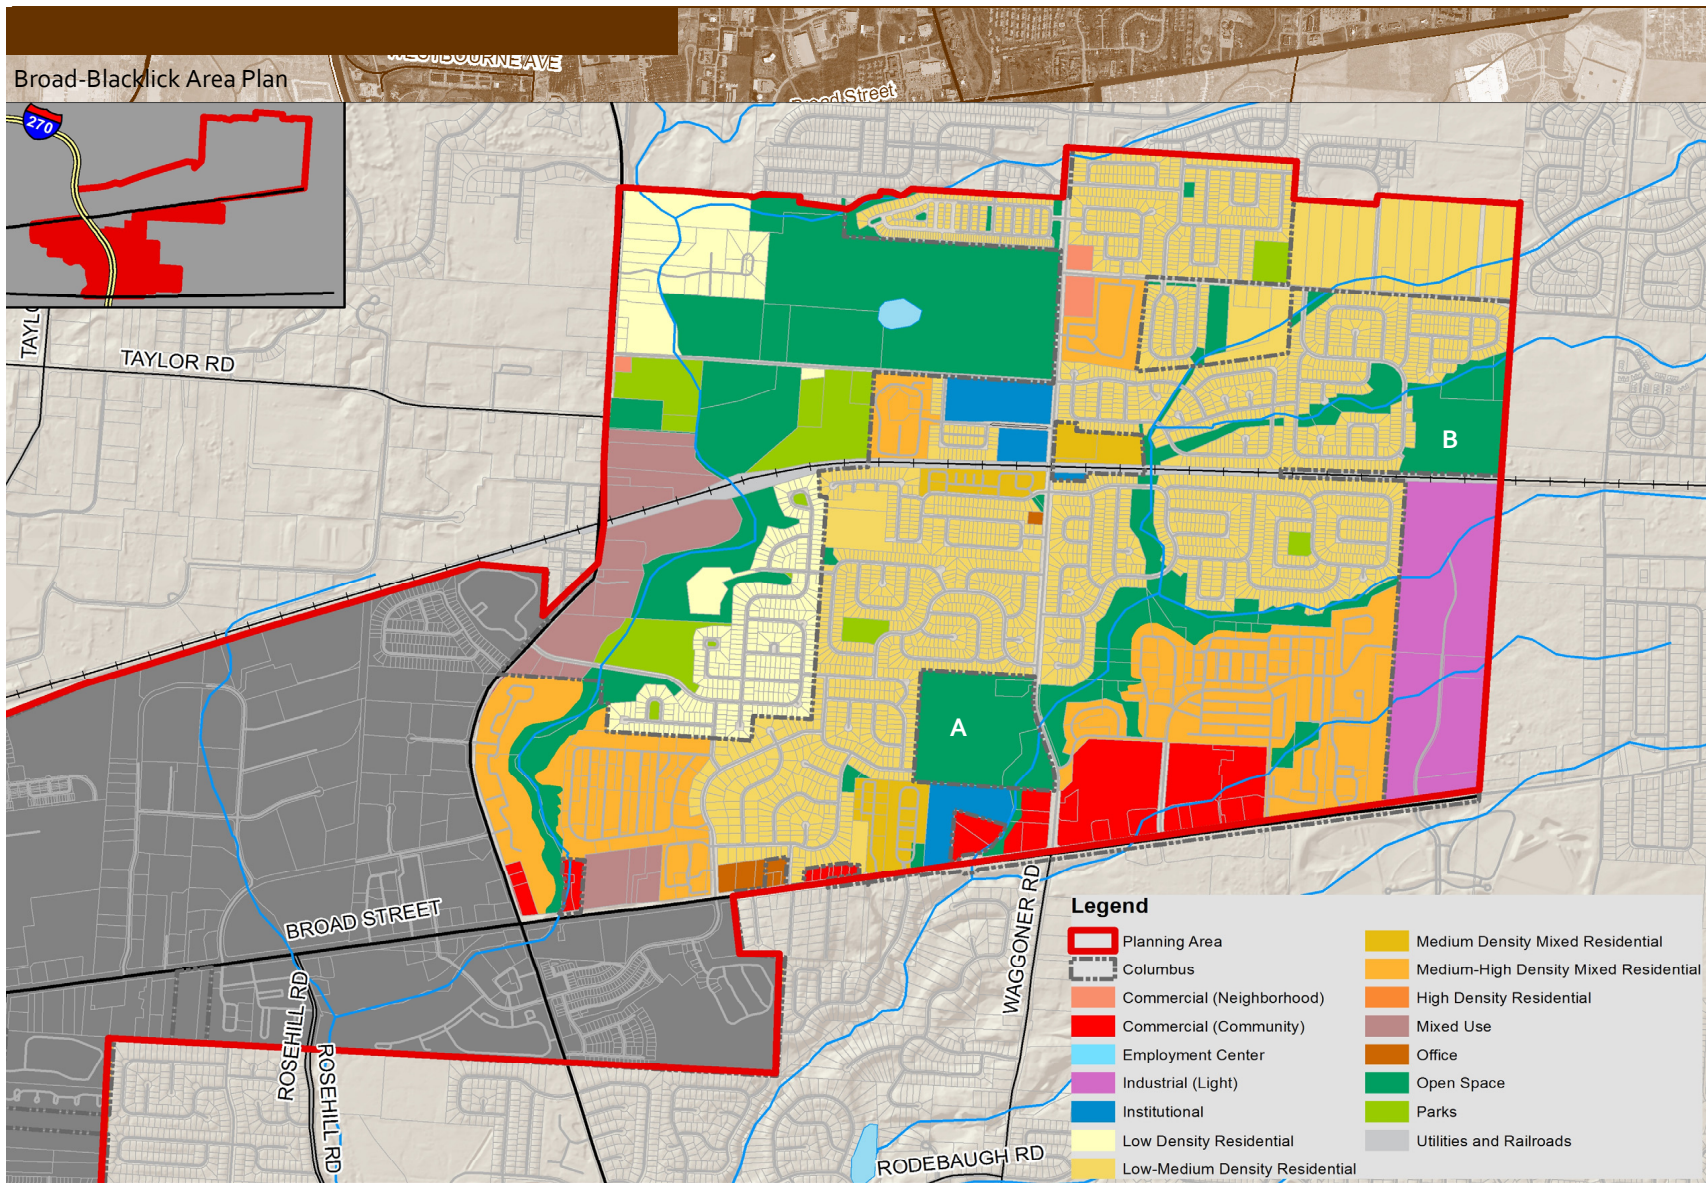 WESTBOURNE AVE
Broad Street
Broad-Blacklick Area Plan
270
TAYLOR RD
B
A
BROAD STREET
WAGGONER RD
ROSEHILL RD
ROSEHILL RD
RODEBAUGH RD
Legend
Planning Area
Columbus
Commercial (Neighborhood)
Commercial (Community)
Employment Center
Industrial (Light)
Institutional
Low Density Residential
Low-Medium Density Residential
Medium Density Mixed Residential
Medium-High Density Mixed Residential
High Density Residential
Mixed Use
Office
Open Space
Parks
Utilities and Railroads